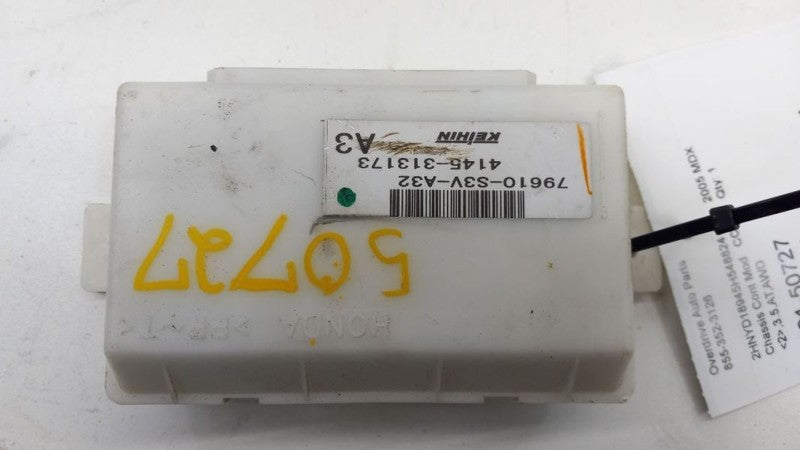 79610-S3V-A32
4145-313173
KEIHIN
A3
50727
HONDA
>PP-T<
Overdrive Auto Parts
855-352-3126
2005 MDX
2HNYD18945H548824
Chassis Cont Mod
Qty 1
<2>,3.5 AT,AWD
50727